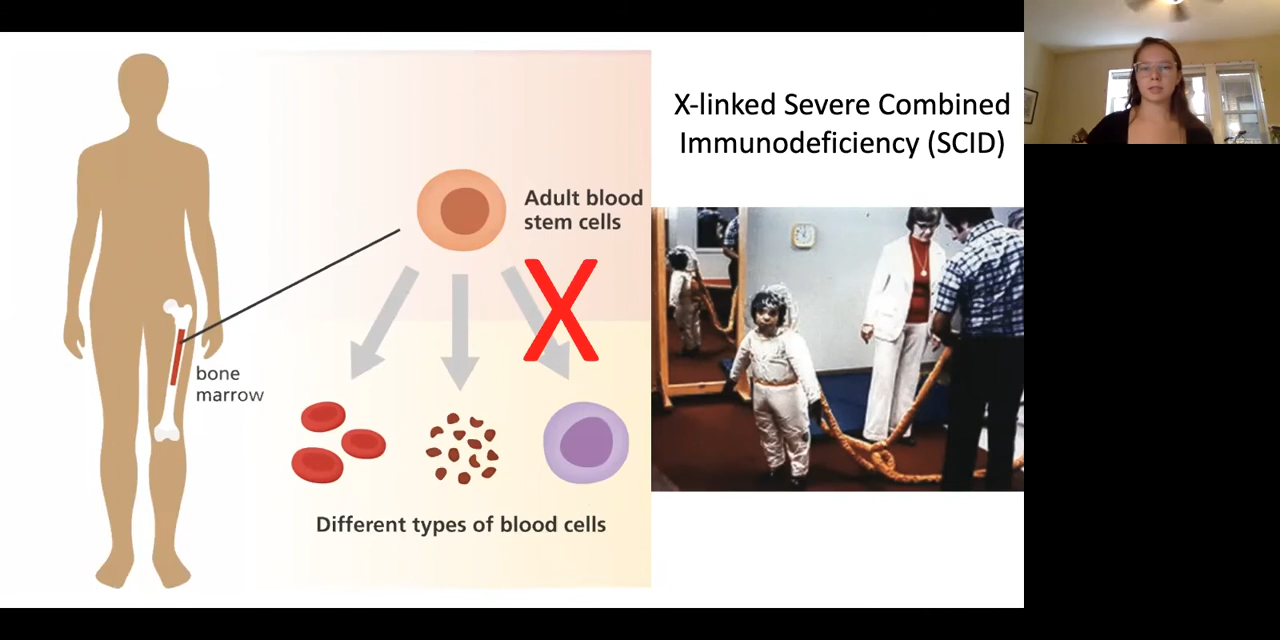 X-linked Severe Combined
Immunodeficiency (SCID)
Adult blood
stem cells
X
bone
marrow
Different types of blood cells